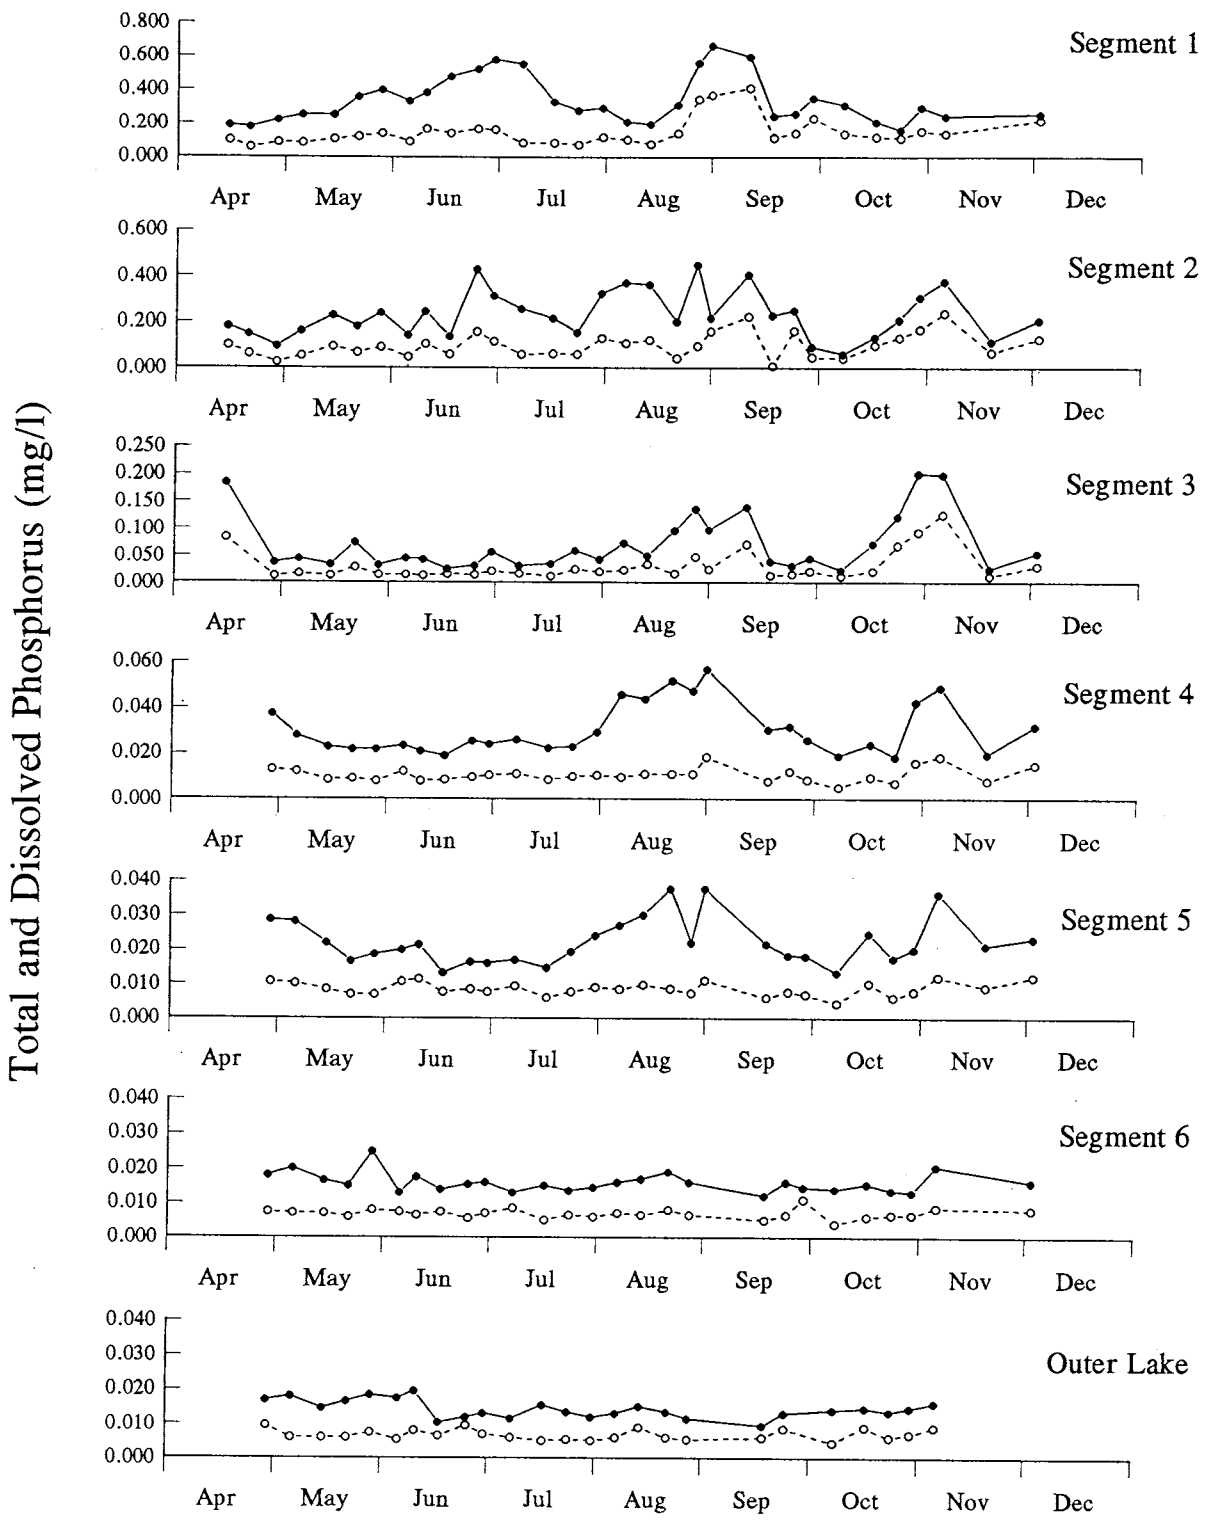 Total and Dissolved Phosphorus (mg/l)
Segment 1
0.800
0.600
0.400
0.200
0.000
Apr May Jun Jul Aug Sep Oct Nov Dec
Segment 2
0.600
0.400
0.200
0.000
Apr May Jun Jul Aug Sep Oct Nov Dec
Segment 3
0.250
0.200
0.150
0.100
0.050
0.000
Apr May Jun Jul Aug Sep Oct Nov Dec
Segment 4
0.060
0.040
0.020
0.000
Apr May Jun Jul Aug Sep Oct Nov Dec
Segment 5
0.040
0.030
0.020
0.010
0.000
Apr May Jun Jul Aug Sep Oct Nov Dec
Segment 6
0.040
0.030
0.020
0.010
0.000
Apr May Jun Jul Aug Sep Oct Nov Dec
Outer Lake
0.040
0.030
0.020
0.010
0.000
Apr May Jun Jul Aug Sep Oct Nov Dec